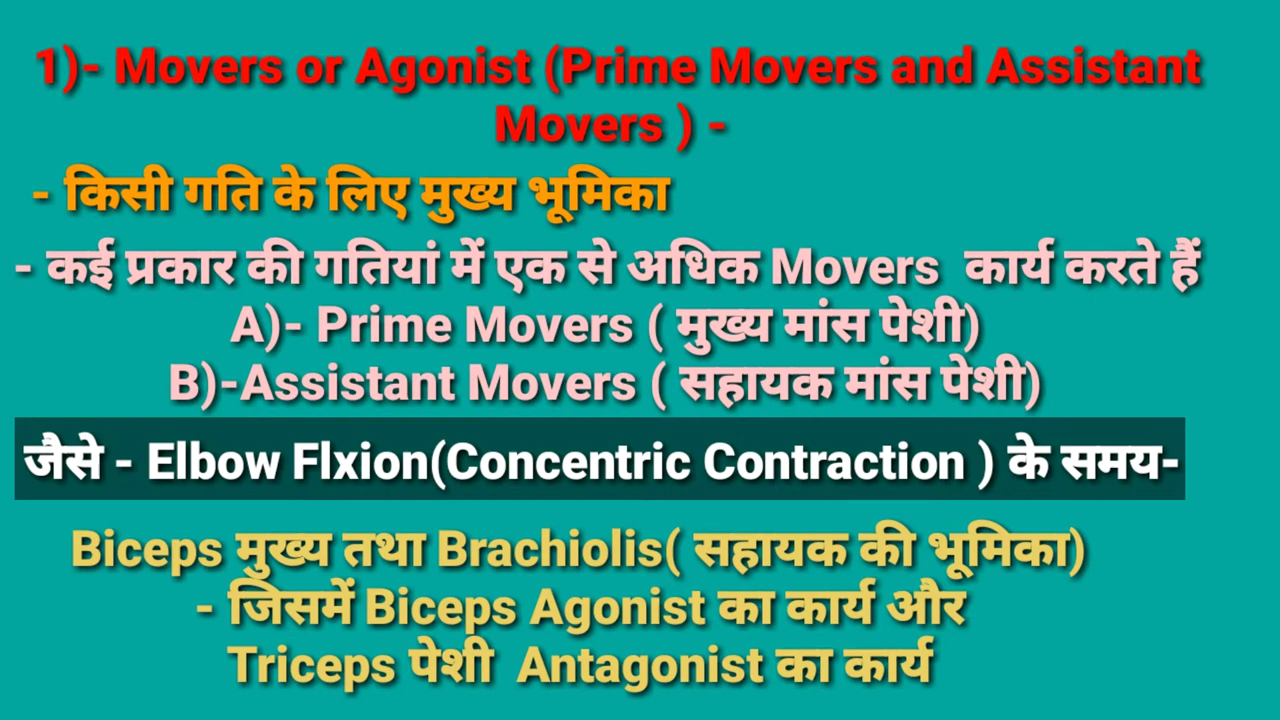 1)- Movers or Agonist (Prime Movers and Assistant
Movers ) -
- किसी गति के लिए मुख्य भूमिका
- कई प्रकार की गतियां में एक से अधिक Movers कार्य करते हैं
A)- Prime Movers ( मुख्य मांस पेशी)
B)-Assistant Movers ( सहायक मांस पेशी)
जैसे - Elbow Flxion(Concentric Contraction ) के समय-
Biceps मुख्य तथा Brachiolis( सहायक की भूमिका)
- जिसमें Biceps Agonist का कार्य और
Triceps पेशी Antagonist का कार्य